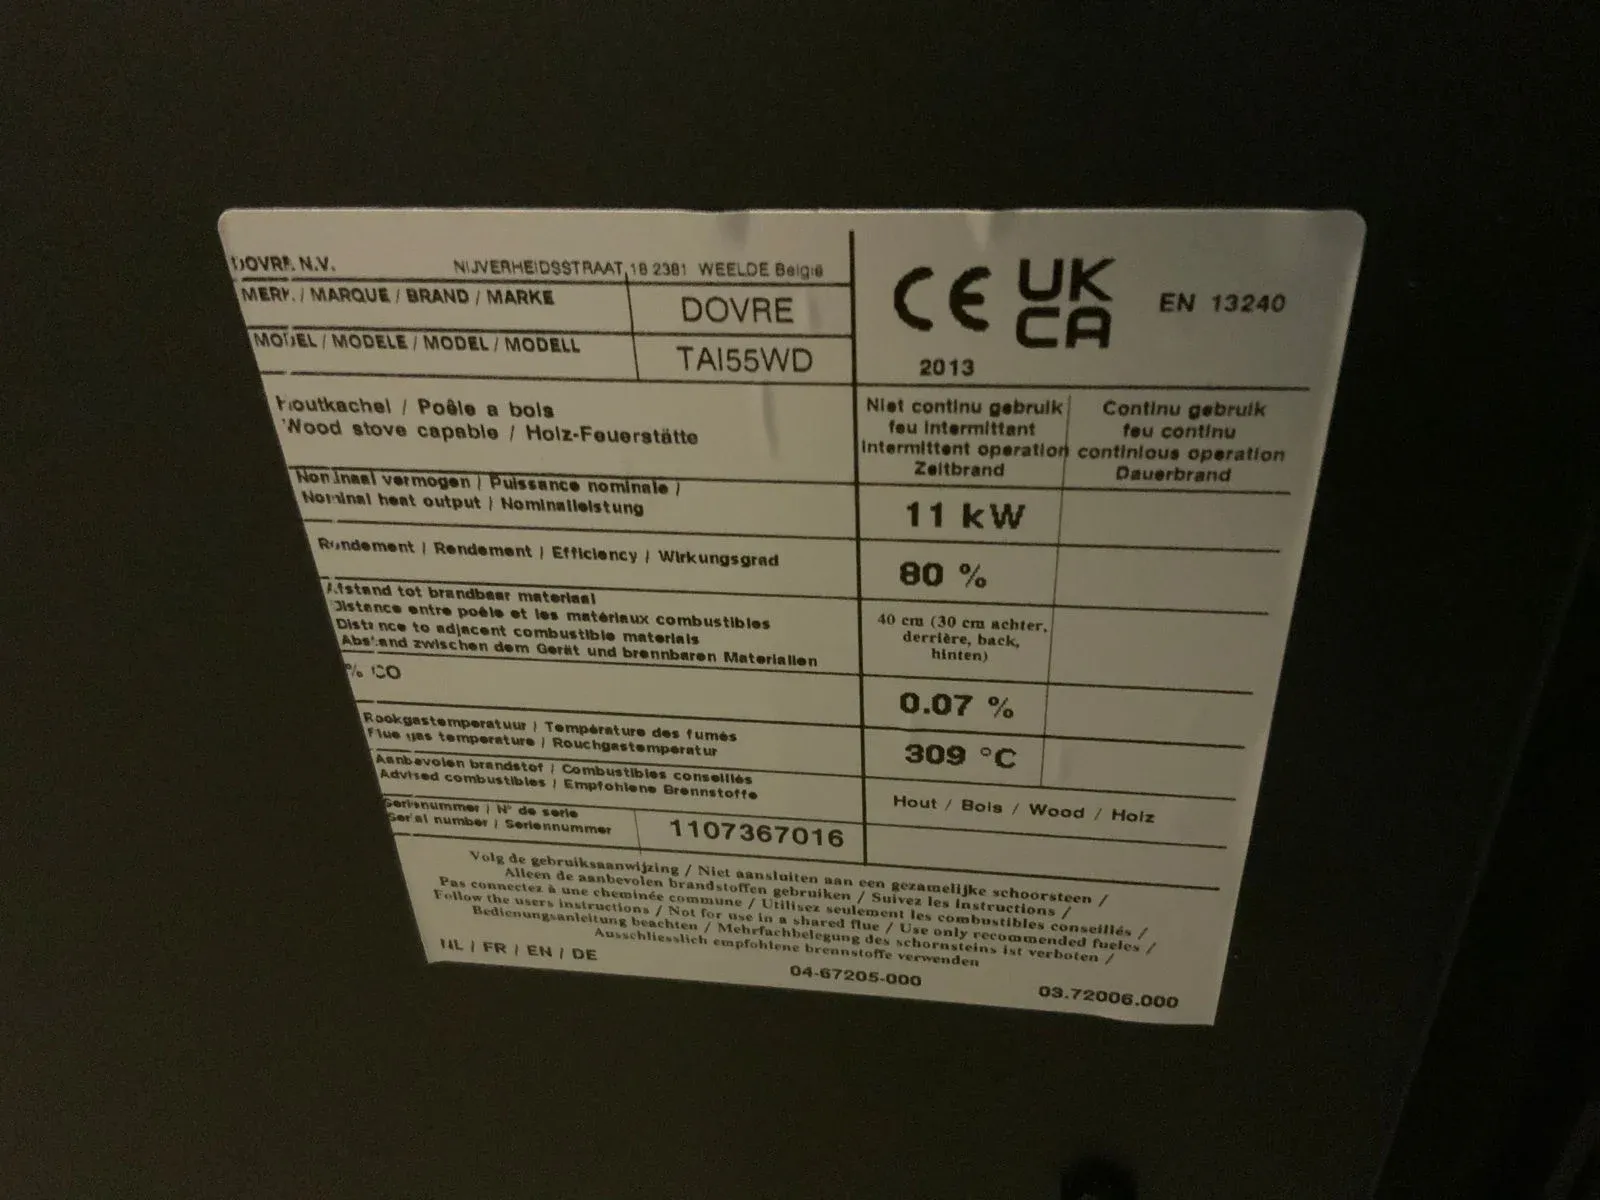 DOVRE N.V. NIJVERHEIDSSTRAAT 18 2381 WEELDE België
MERK / MARQUE / BRAND / MARKE DOVRE
MODEL / MODELE / MODEL / MODELL TAI55WD
CE UK CA EN 13240
2013
Houtkachel / Poêle a bois
Wood stove capable / Holz-Feuerstätte
Niet continu gebruik
feu intermittant
Intermittent operation
Zeitbrand
Continu gebruik
feu continu
continious operation
Dauerbrand
Nominaal vermogen / Puissance nominale /
Nominal heat output / Nominalleistung
11 kW
Rendement / Rendement / Efficiency / Wirkungsgrad
80 %
Afstand tot brandbaar materiaal
Distance entre poéle et les matériaux combustibles
Distance to adjacent combustible materials
Abstand zwischen dem Gerät und brennbaren Materialien
40 cm (30 cm achter,
derrière, back,
hinten)
% CO
0.07 %
Rookgastemperatuur / Température des fumés
Flue gas temperature / Rouchgastemperatur
309 °C
Aanbevolen brandstof / Combustibles conseillés
Advised combustibles / Empfohlene Brennstoffe
Hout / Bois / Wood / Holz
Serisnummer / N° de serie
Serial number / Seriennummer
1107367016
Volg de gebruiksaanwijzing / Niet aansluiten aan een gezamelijke schoorsteen /
Alleen de aanbevolen brandstoffen gebruiken / Suivez les instructions /
Pas connectez à une cheminée commune / Utilisez seulement les combustibles conseillés /
Follow the users instructions / Not for use in a shared flue / Use only recommended fueles /
Bedienungsanleitung beachten / Mehrfachbelegung des schornsteins ist verboten /
Ausschliesslich empfohlene brennstoffe verwenden
NL / FR / EN / DE
04-67205-000
03.72006.000